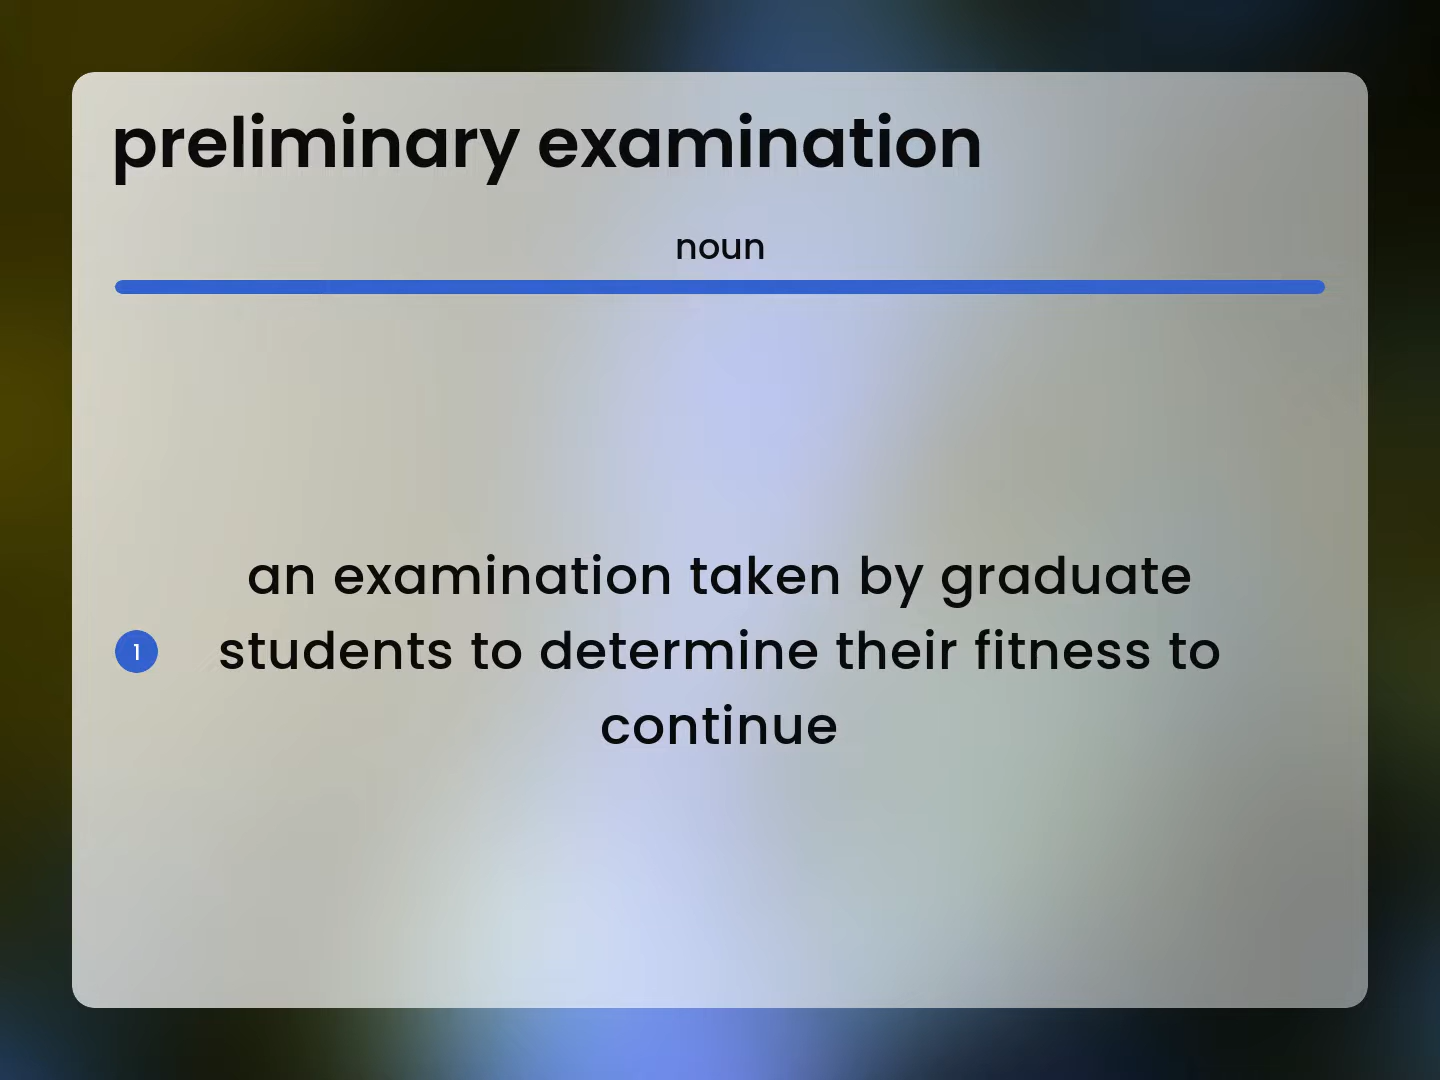 preliminary examination
noun
an examination taken by graduate
1 students to determine their fitness to
continue